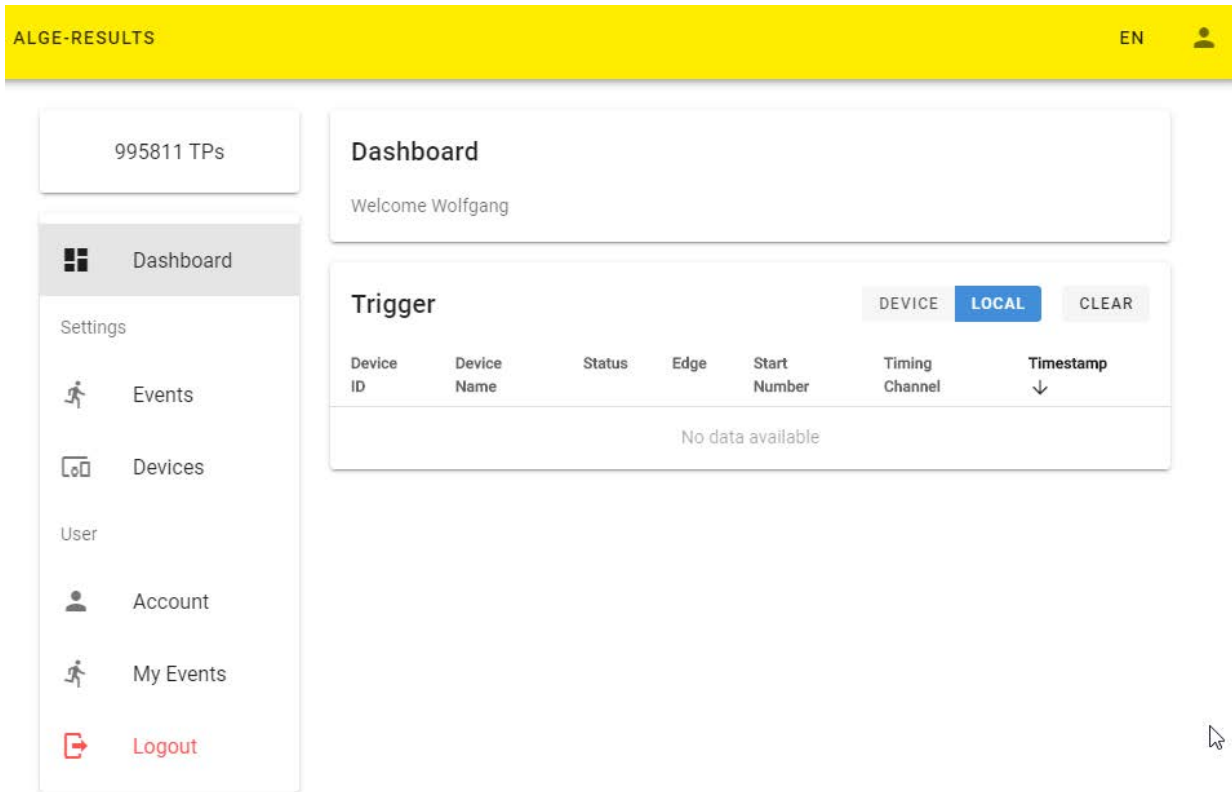 ALGE-RESULTS EN
995811 TPs
Dashboard
Settings
Events
Devices
User
Account
My Events
Logout
Dashboard
Welcome Wolfgang
Trigger DEVICE LOCAL CLEAR
Device ID Device Name Status Edge Start Number Timing Channel Timestamp
No data available